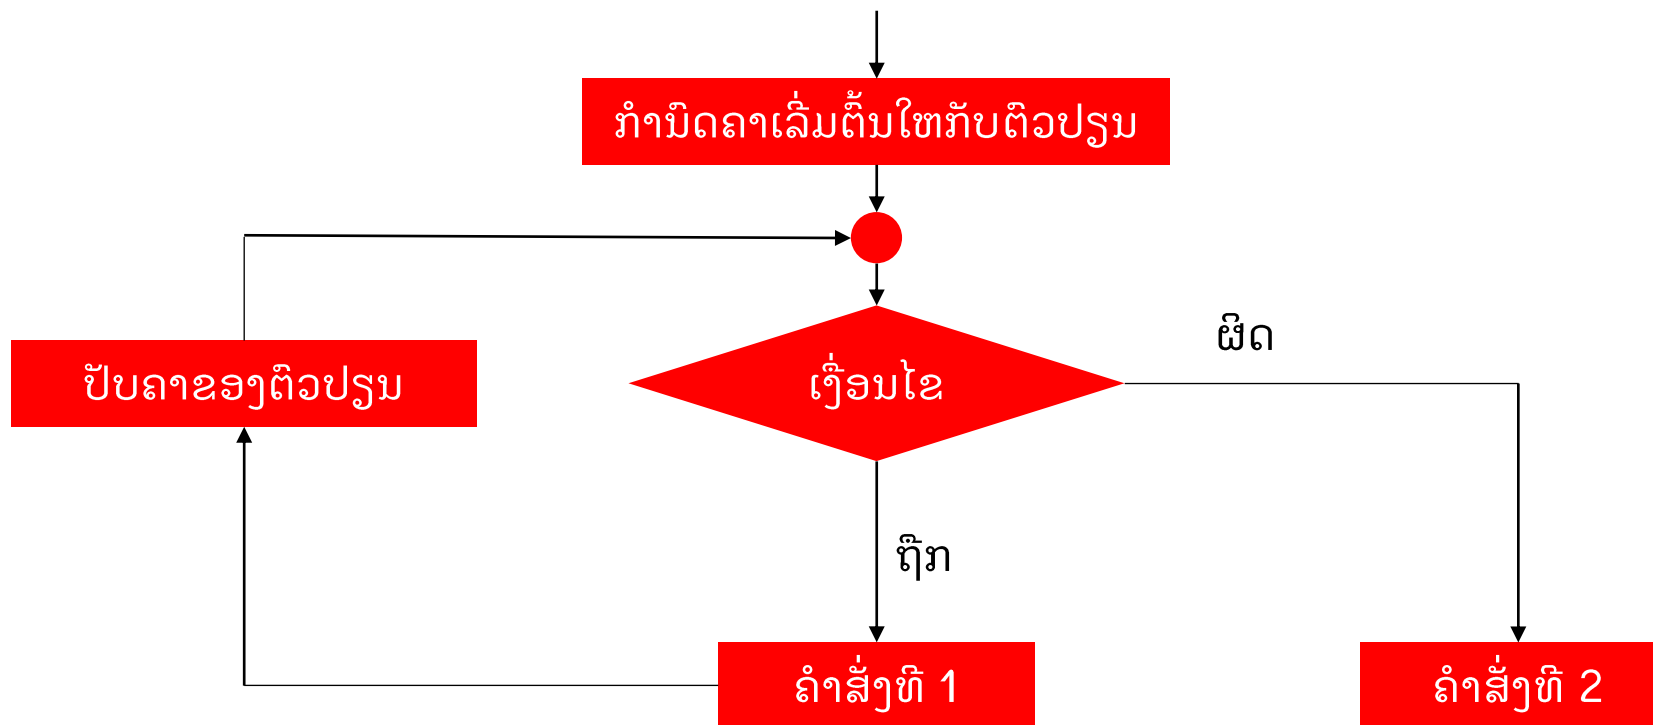 ກຳນົດຄາເລີ່ມຕົ້ນໃຫກັບຕົວປຽນ
ຜິດ
ປັບຄາຂອງຕົວປຽນ
ເງື່ອນໄຂ
ຖືກ
ຄຳສັ່ງທີ 1
ຄຳສັ່ງທີ 2